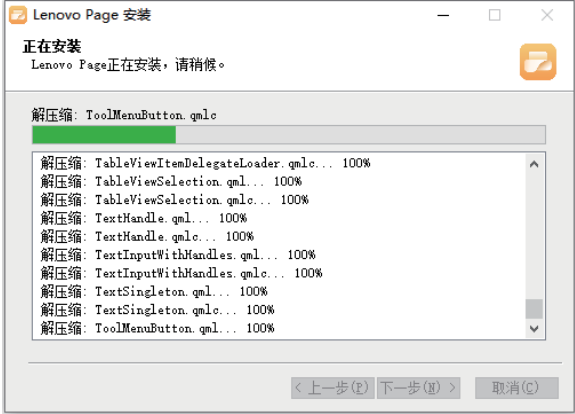 Lenovo Page 安装
正在安装
Lenovo Page正在安装，请稍候。
解压缩: ToolMenuButton.qmlc
解压缩: TableViewItemDelegateLoader.qmlc... 100%
解压缩: TableViewSelection.qml... 100%
解压缩: TableViewSelection.qmlc... 100%
解压缩: TextHandle.qml... 100%
解压缩: TextHandle.qmlc... 100%
解压缩: TextInputWithHandles.qml... 100%
解压缩: TextInputWithHandles.qmlc... 100%
解压缩: TextSingleton.qml... 100%
解压缩: TextSingleton.qmlc... 100%
解压缩: ToolMenuButton.qml... 100%
< 上一步(P) 下一步(N) > 取消(C)